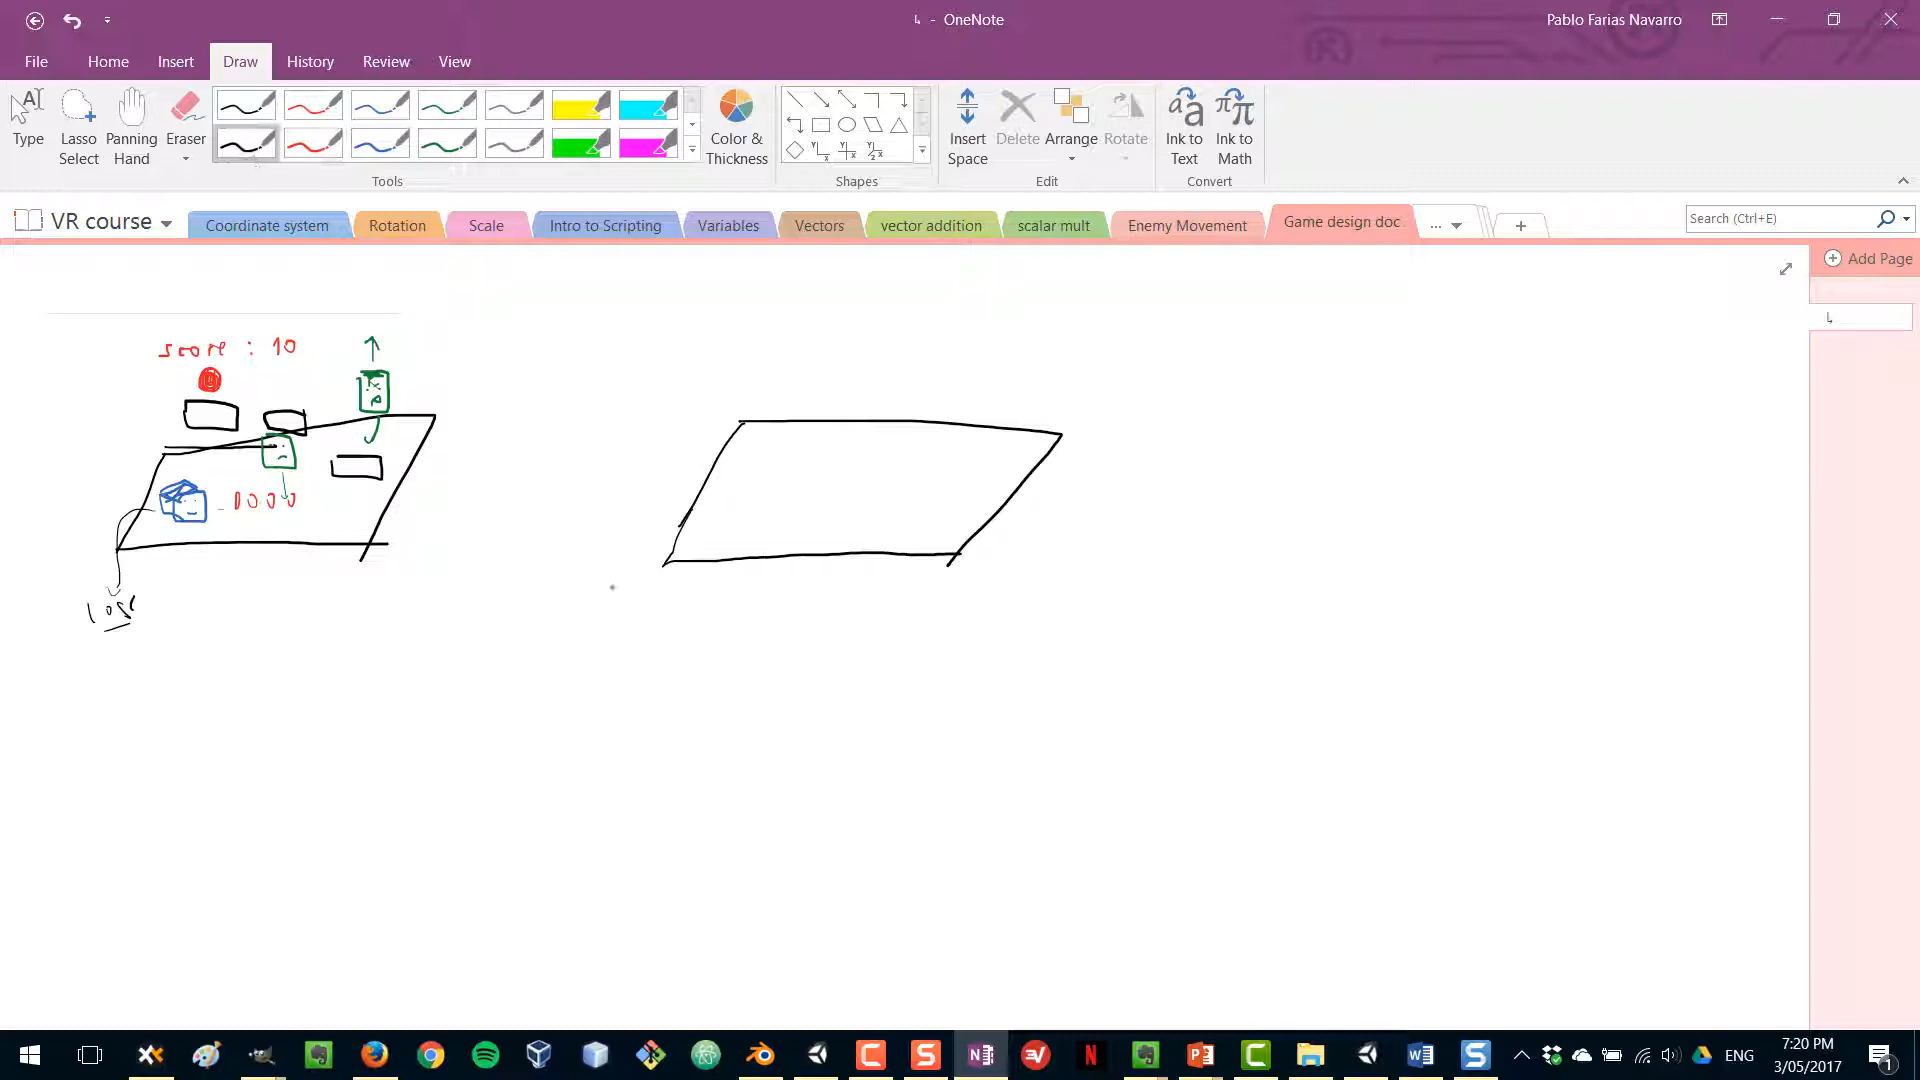 ↳ - OneNote
Pablo Farias Navarro
File Home Insert Draw History Review View
Type
Lasso Select
Panning Hand
Eraser
Color & Thickness
Insert Space
Delete
Arrange
Rotate
Ink to Text
Ink to Math
Tools
Shapes
Edit
Convert
VR course
Coordinate system Rotation Scale Intro to Scripting Variables Vectors vector addition scalar mult Enemy Movement Game design doc ...
Search (Ctrl+E)
Add Page
score : 10
lose
ENG
7:20 PM
3/05/2017